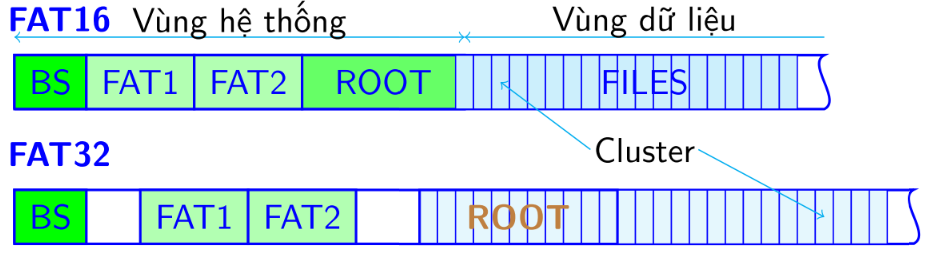 FAT16 Vùng hệ thống Vùng dữ liệu
BS FAT1 FAT2 ROOT FILES
Cluster
FAT32
BS FAT1 FAT2 ROOT